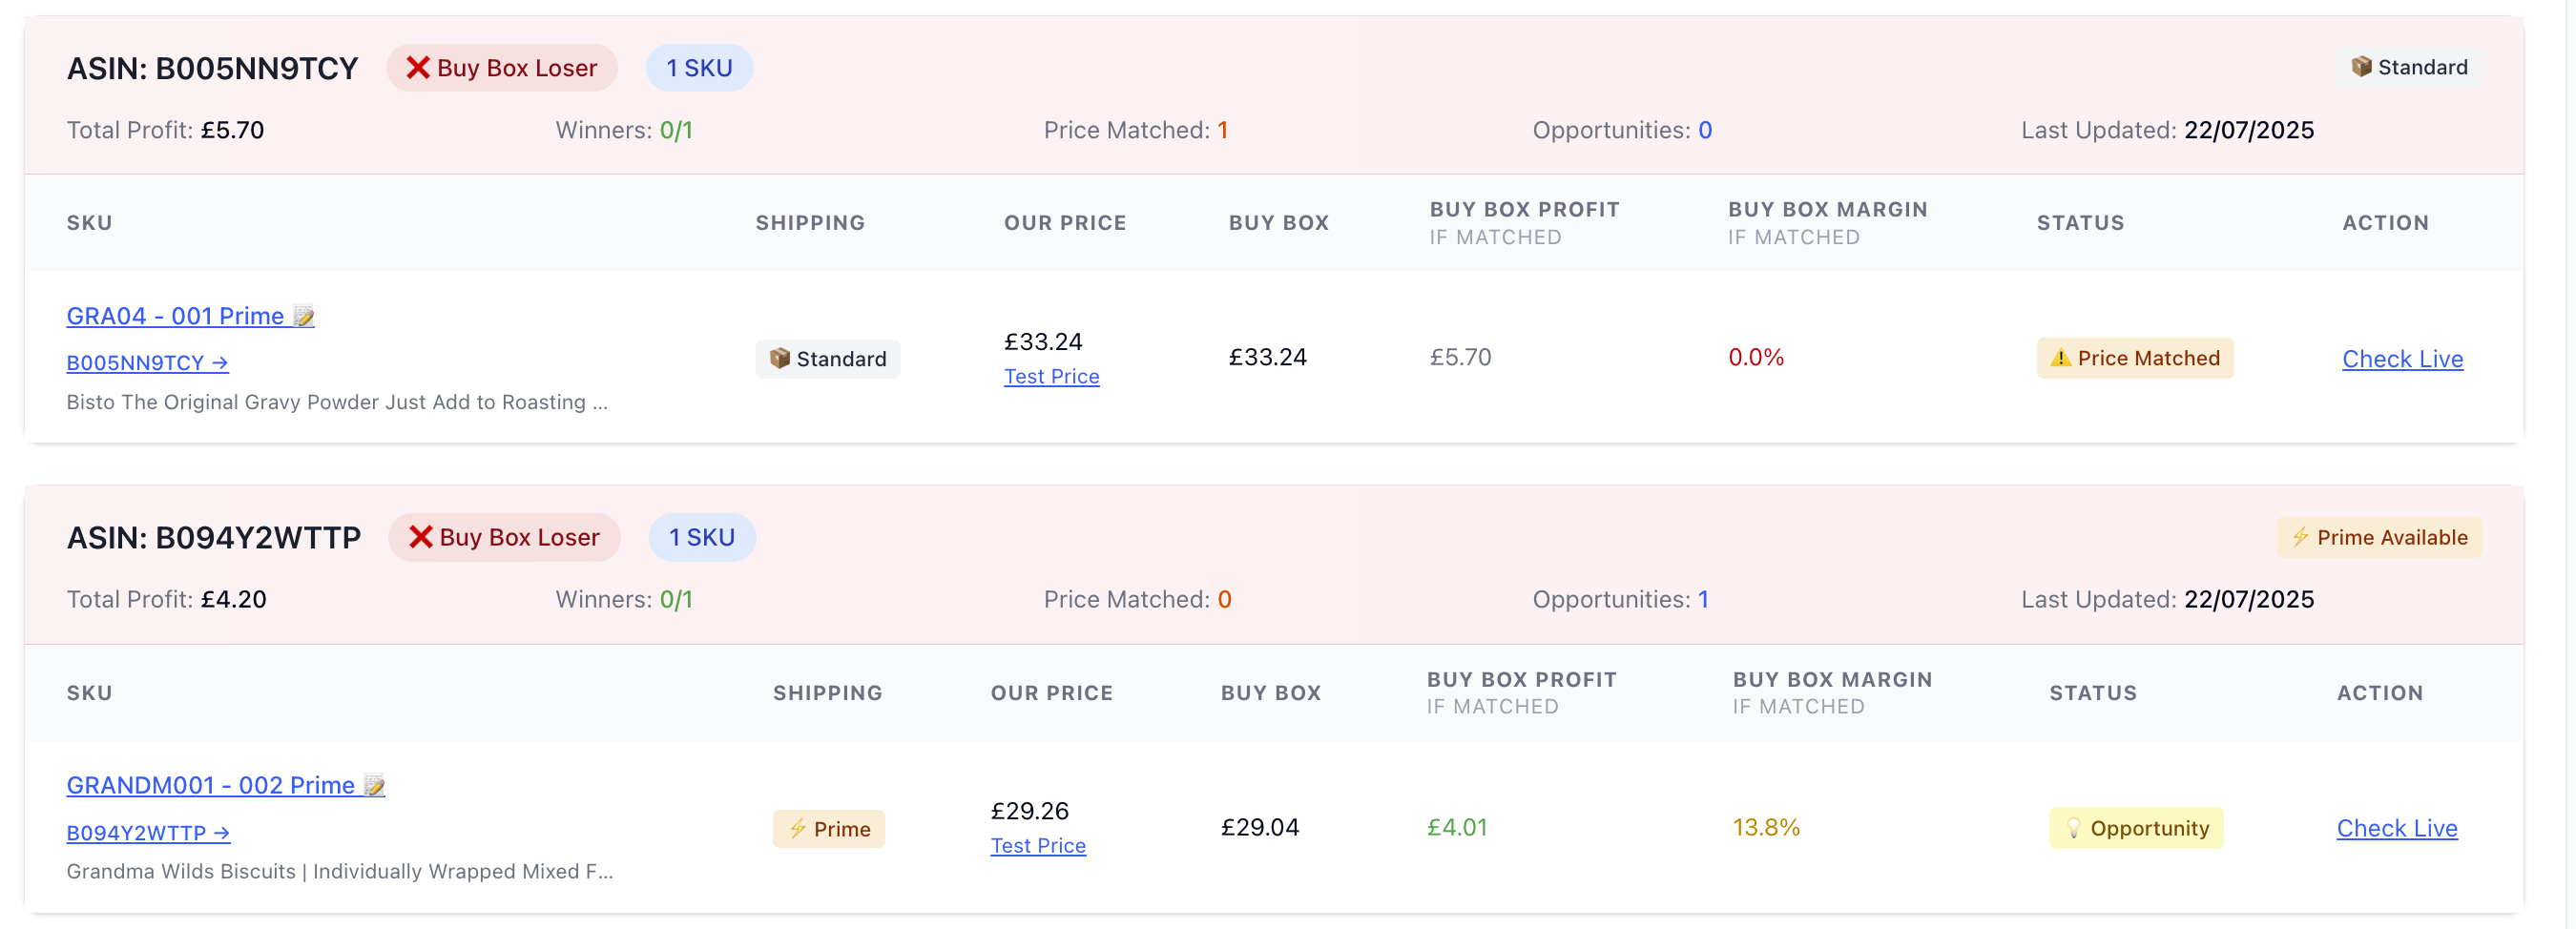 ASIN: B005NN9TCY ❌ Buy Box Loser 1 SKU 📦 Standard
Total Profit: £5.70 Winners: 0/1 Price Matched: 1 Opportunities: 0 Last Updated: 22/07/2025
SKU SHIPPING OUR PRICE BUY BOX BUY BOX PROFIT IF MATCHED BUY BOX MARGIN IF MATCHED STATUS ACTION
GRA04 - 001 Prime 📝
B005NN9TCY →
Bisto The Original Gravy Powder Just Add to Roasting ...
📦 Standard
£33.24
Test Price
£33.24
£5.70
0.0%
⚠️ Price Matched
Check Live
ASIN: B094Y2WTTP ❌ Buy Box Loser 1 SKU ⚡ Prime Available
Total Profit: £4.20 Winners: 0/1 Price Matched: 0 Opportunities: 1 Last Updated: 22/07/2025
SKU SHIPPING OUR PRICE BUY BOX BUY BOX PROFIT IF MATCHED BUY BOX MARGIN IF MATCHED STATUS ACTION
GRANDM001 - 002 Prime 📝
B094Y2WTTP →
Grandma Wilds Biscuits | Individually Wrapped Mixed F...
⚡ Prime
£29.26
Test Price
£29.04
£4.01
13.8%
💡 Opportunity
Check Live